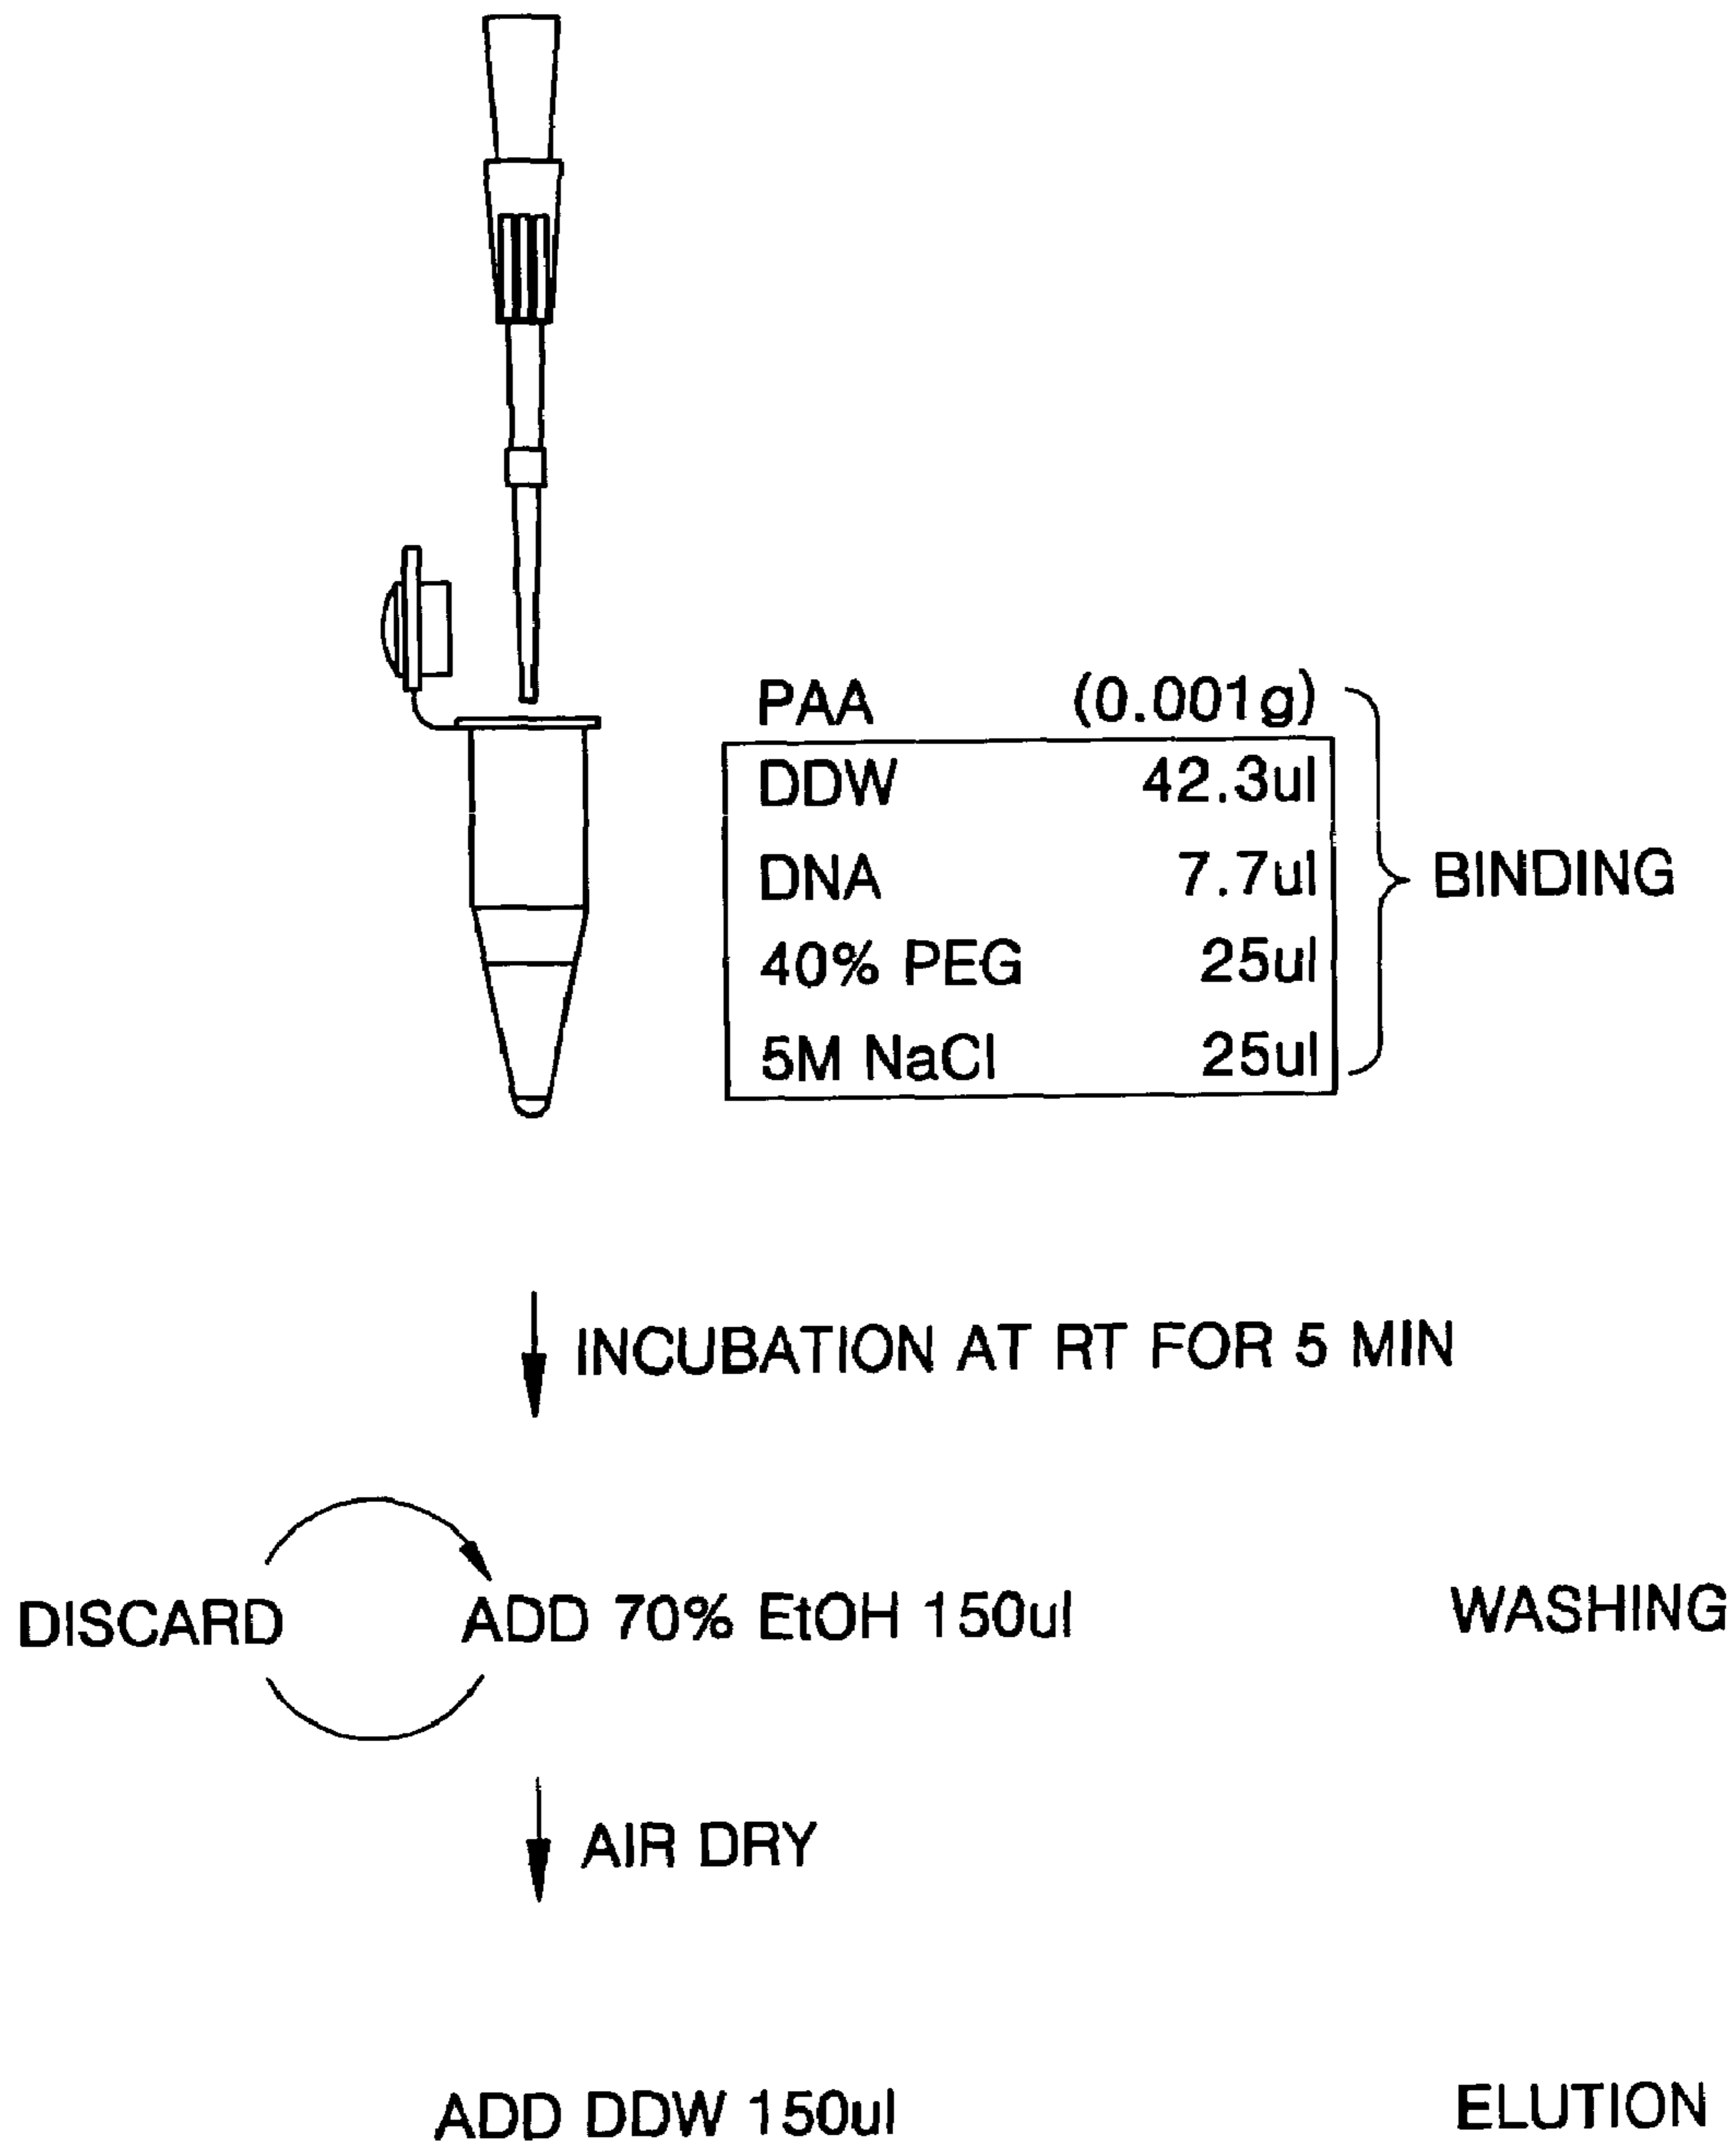 PAA (0.001g)
DDW 42.3ul
DNA 7.7ul
40% PEG 25ul
5M NaCl 25ul
BINDING
INCUBATION AT RT FOR 5 MIN
DISCARD ADD 70% EtOH 150ul WASHING
AIR DRY
ADD DDW 150ul ELUTION